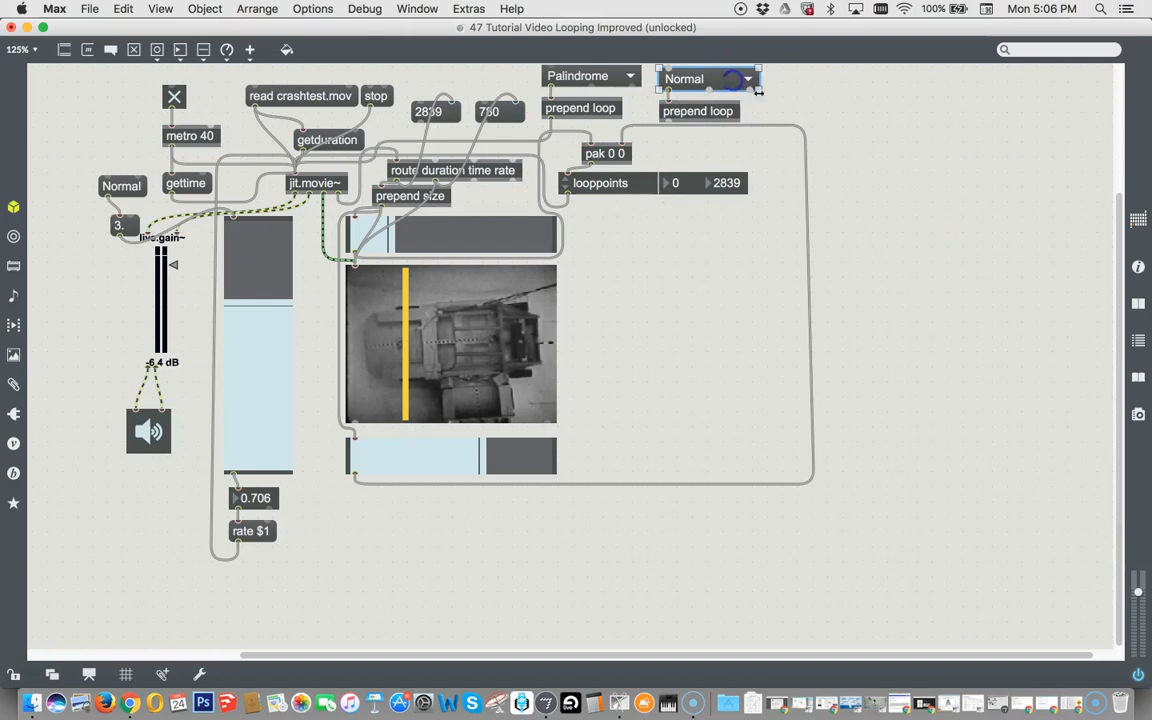 Max File Edit View Object Arrange Options Debug Window Extras Help 100% Mon 5:06 PM
47 Tutorial Video Looping Improved (unlocked)
125%
Palindrome
Normal
read crashtest.mov
stop
2839
prepend loop
prepend loop
metro 40
getduration
pak 0 0
route duration time rate
Normal
gettime
jit.movie~
looppoints
0
2839
prepend size
3.
live.gain~
-6.4 dB
0.706
rate $1